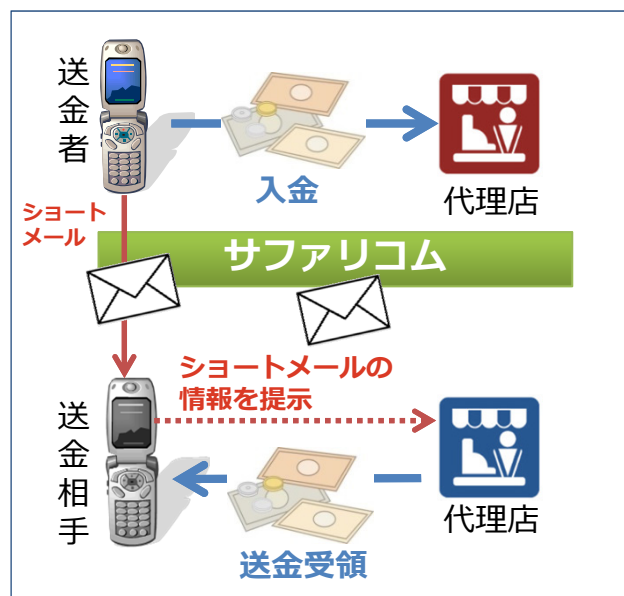 送金者
入金
代理店
ショート
メール
サファリコム
ショートメールの
情報を提示
送金相手
代理店
送金受領